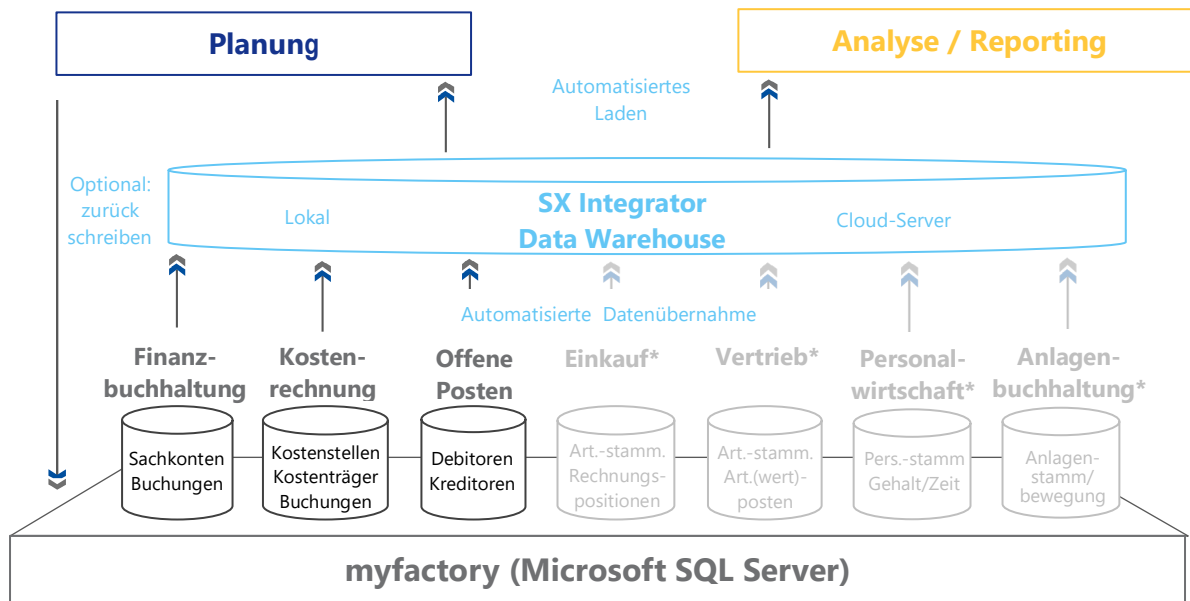 Planung
Analyse / Reporting
Automatisiertes
Laden
Optional:
zurück
schreiben
Lokal
SX Integrator
Data Warehouse
Cloud-Server
Automatisierte Datenübernahme
Finanz-
buchhaltung
Kosten-
rechnung
Offene
Posten
Einkauf*
Vertrieb*
Personal-
wirtschaft*
Anlagen-
buchhaltung*
Sachkonten
Buchungen
Kostenstellen
Kostenträger
Buchungen
Debitoren
Kreditoren
Art.-stamm.
Rechnungs-
positionen
Art.-stamm.
Art.(wert)-
posten
Pers.-stamm
Gehalt/Zeit
Anlagen-
stamm/
bewegung
myfactory (Microsoft SQL Server)